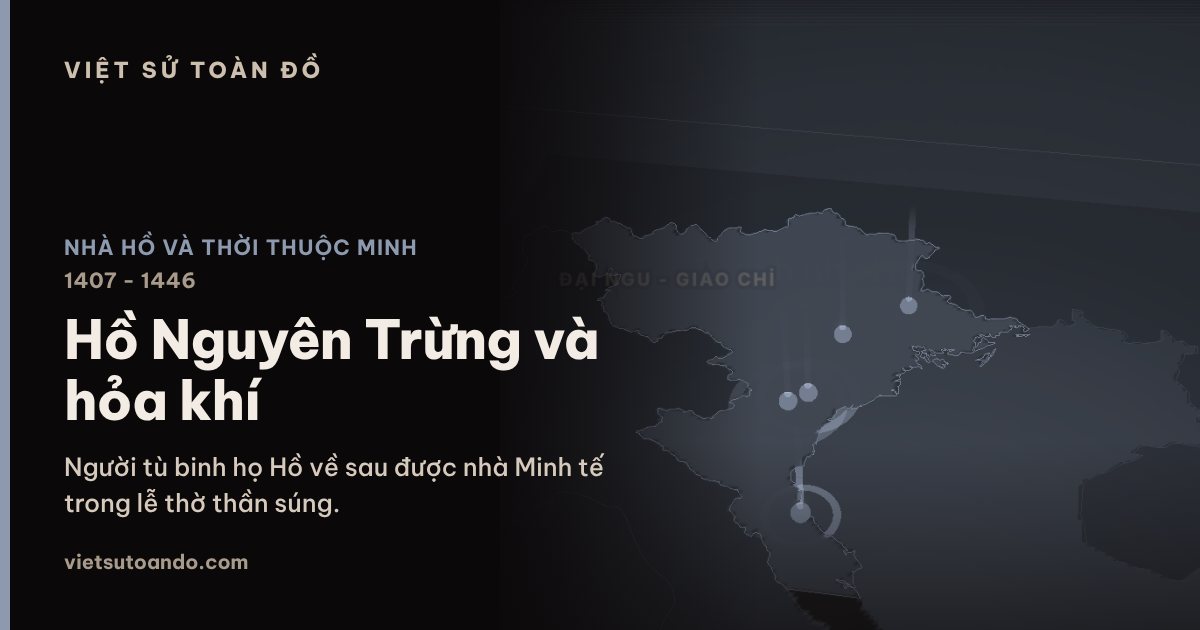 VIỆT SỬ TOÀN ĐỒ
NHÀ HỒ VÀ THỜI THUỘC MINH
1407 - 1446
Hồ Nguyên Trừng và
hỏa khí
Người tù binh họ Hồ về sau được nhà Minh tế
trong lễ thờ thần súng.
vietsutoando.com
ĐẠI NGU - GIAO CHỈ